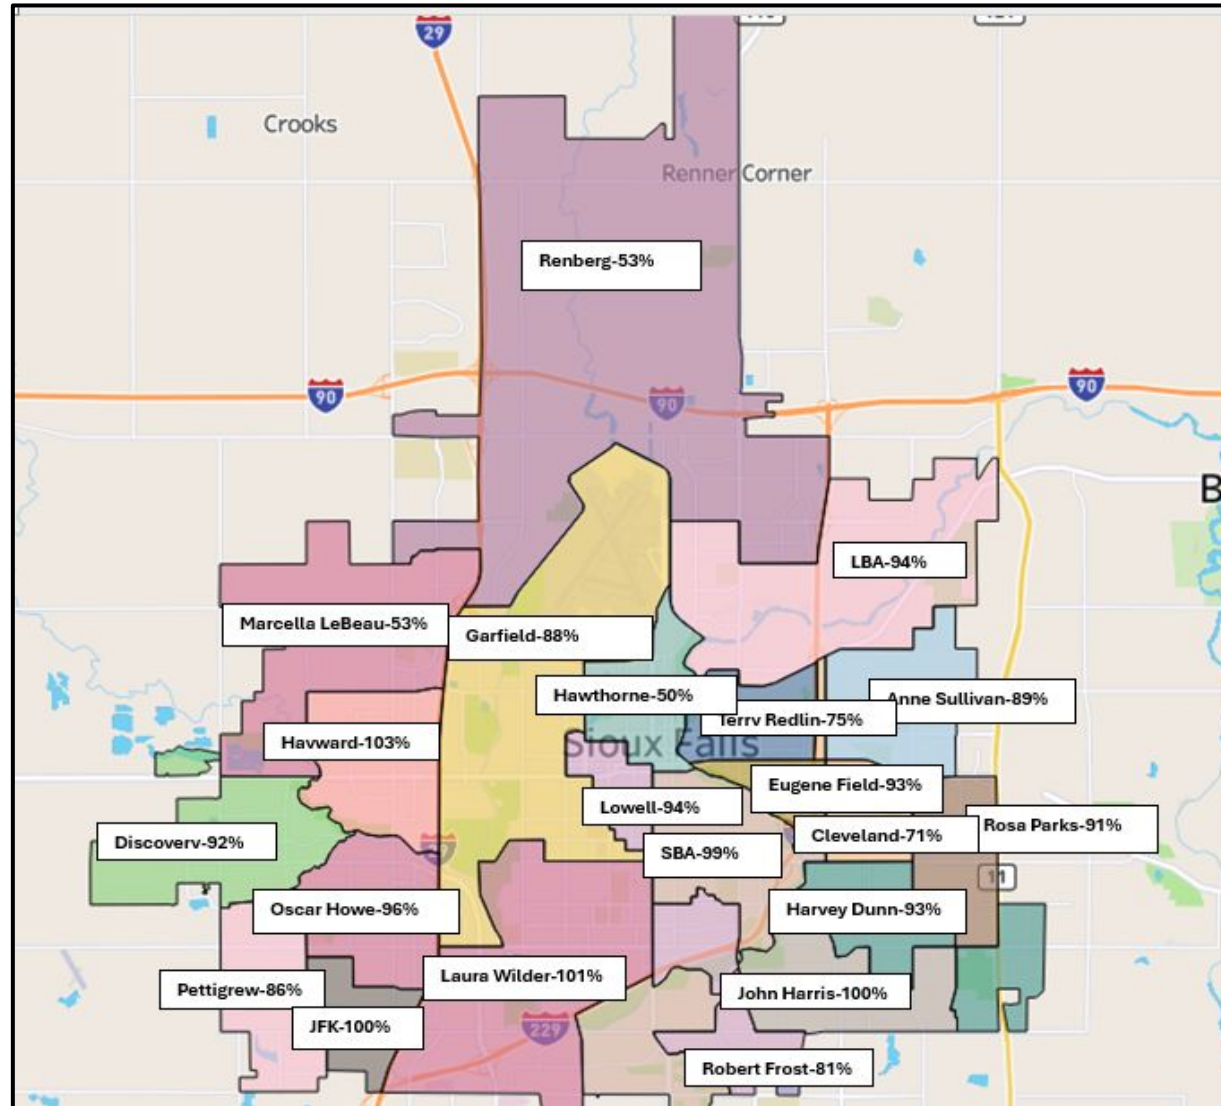 29
Crooks
Renner Corner
Renberg-53%
90
90
90
B
LBA-94%
Marcella LeBeau-53%
Garfield-88%
Hawthorne-50%
Anne Sullivan-89%
Terry Redlin-75%
Sioux Falls
Hayward-103%
Eugene Field-93%
Lowell-94%
Rosa Parks-91%
Cleveland-71%
Discovery-92%
SBA-99%
11
Oscar Howe-96%
Harvey Dunn-93%
Laura Wilder-101%
Pettigrew-86%
John Harris-100%
JFK-100%
229
Robert Frost-81%